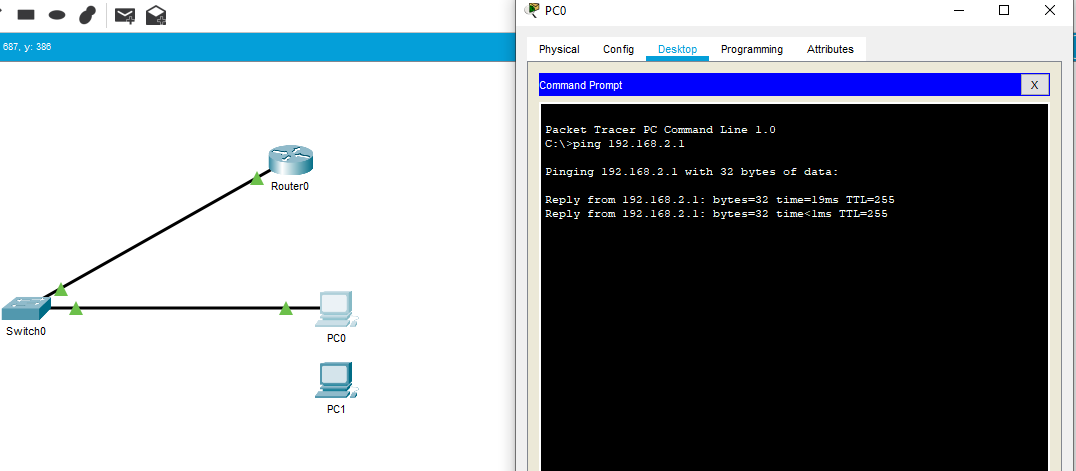 687, y: 386
Router0
Switch0
PC0
PC1
PC0
Physical Config Desktop Programming Attributes
Command Prompt X
Packet Tracer PC Command Line 1.0
C:\>ping 192.168.2.1
Pinging 192.168.2.1 with 32 bytes of data:
Reply from 192.168.2.1: bytes=32 time=19ms TTL=255
Reply from 192.168.2.1: bytes=32 time<1ms TTL=255